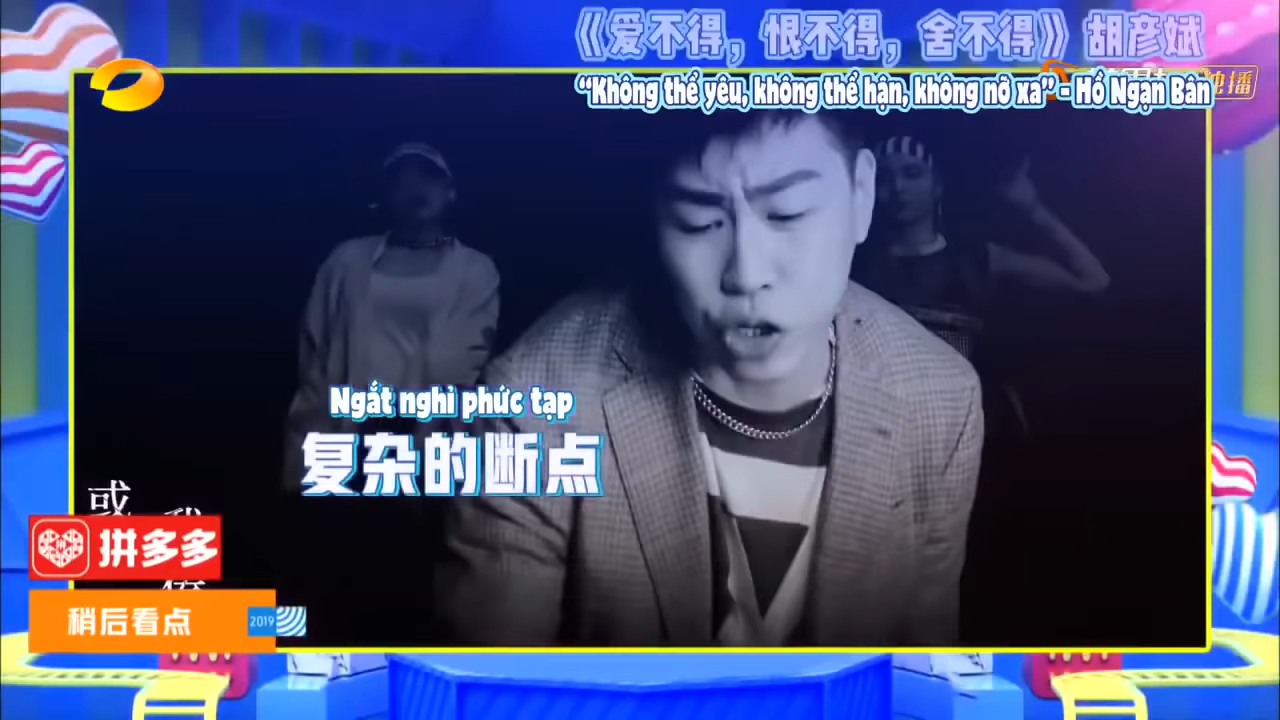 《爱不得，恨不得，舍不得》胡彦斌
“Không thể yêu, không thể hận, không nỡ xa” - Hồ Ngạn Bân
播
Ngắt nghỉ phức tạp
复杂的断点
或
拼多多
稍后看点
2019